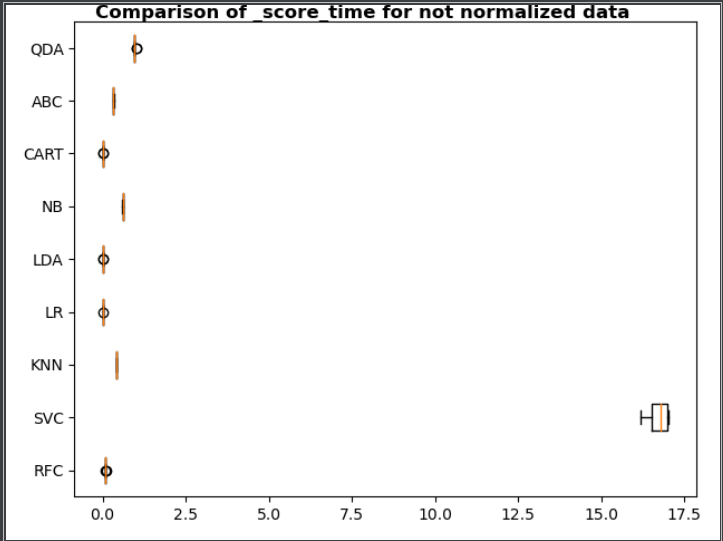 Comparison of _score_time for not normalized data
QDA
ABC
CART
NB
LDA
LR
KNN
SVC
RFC
0.0 2.5 5.0 7.5 10.0 12.5 15.0 17.5